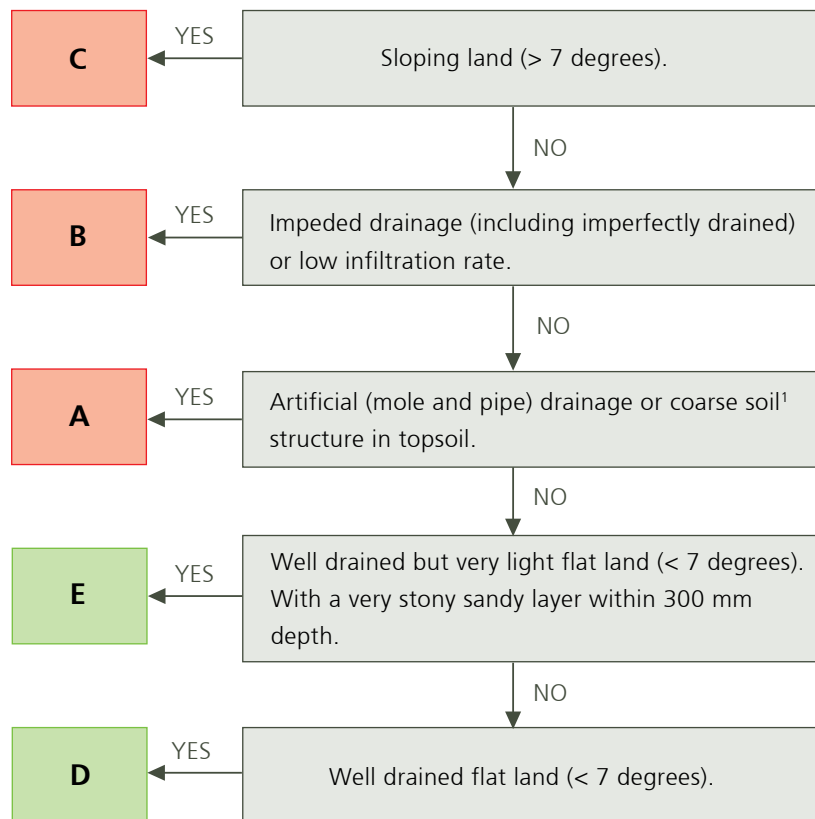 C
YES
Sloping land (> 7 degrees).
NO
B
YES
Impeded drainage (including imperfectly drained)
or low infiltration rate.
NO
A
YES
Artificial (mole and pipe) drainage or coarse soil¹
structure in topsoil.
NO
E
YES
Well drained but very light flat land (< 7 degrees).
With a very stony sandy layer within 300 mm
depth.
NO
D
YES
Well drained flat land (< 7 degrees).